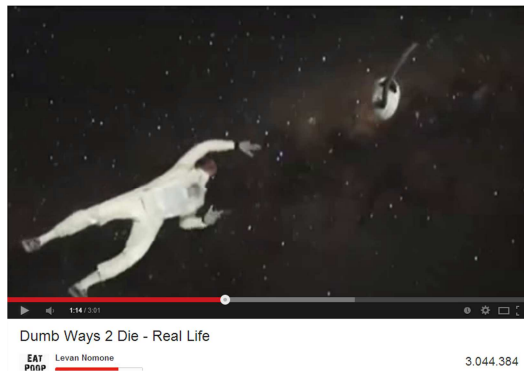 1:14 / 3:01
Dumb Ways 2 Die - Real Life
EAT
POOP
Levan Nomone
3.044.384